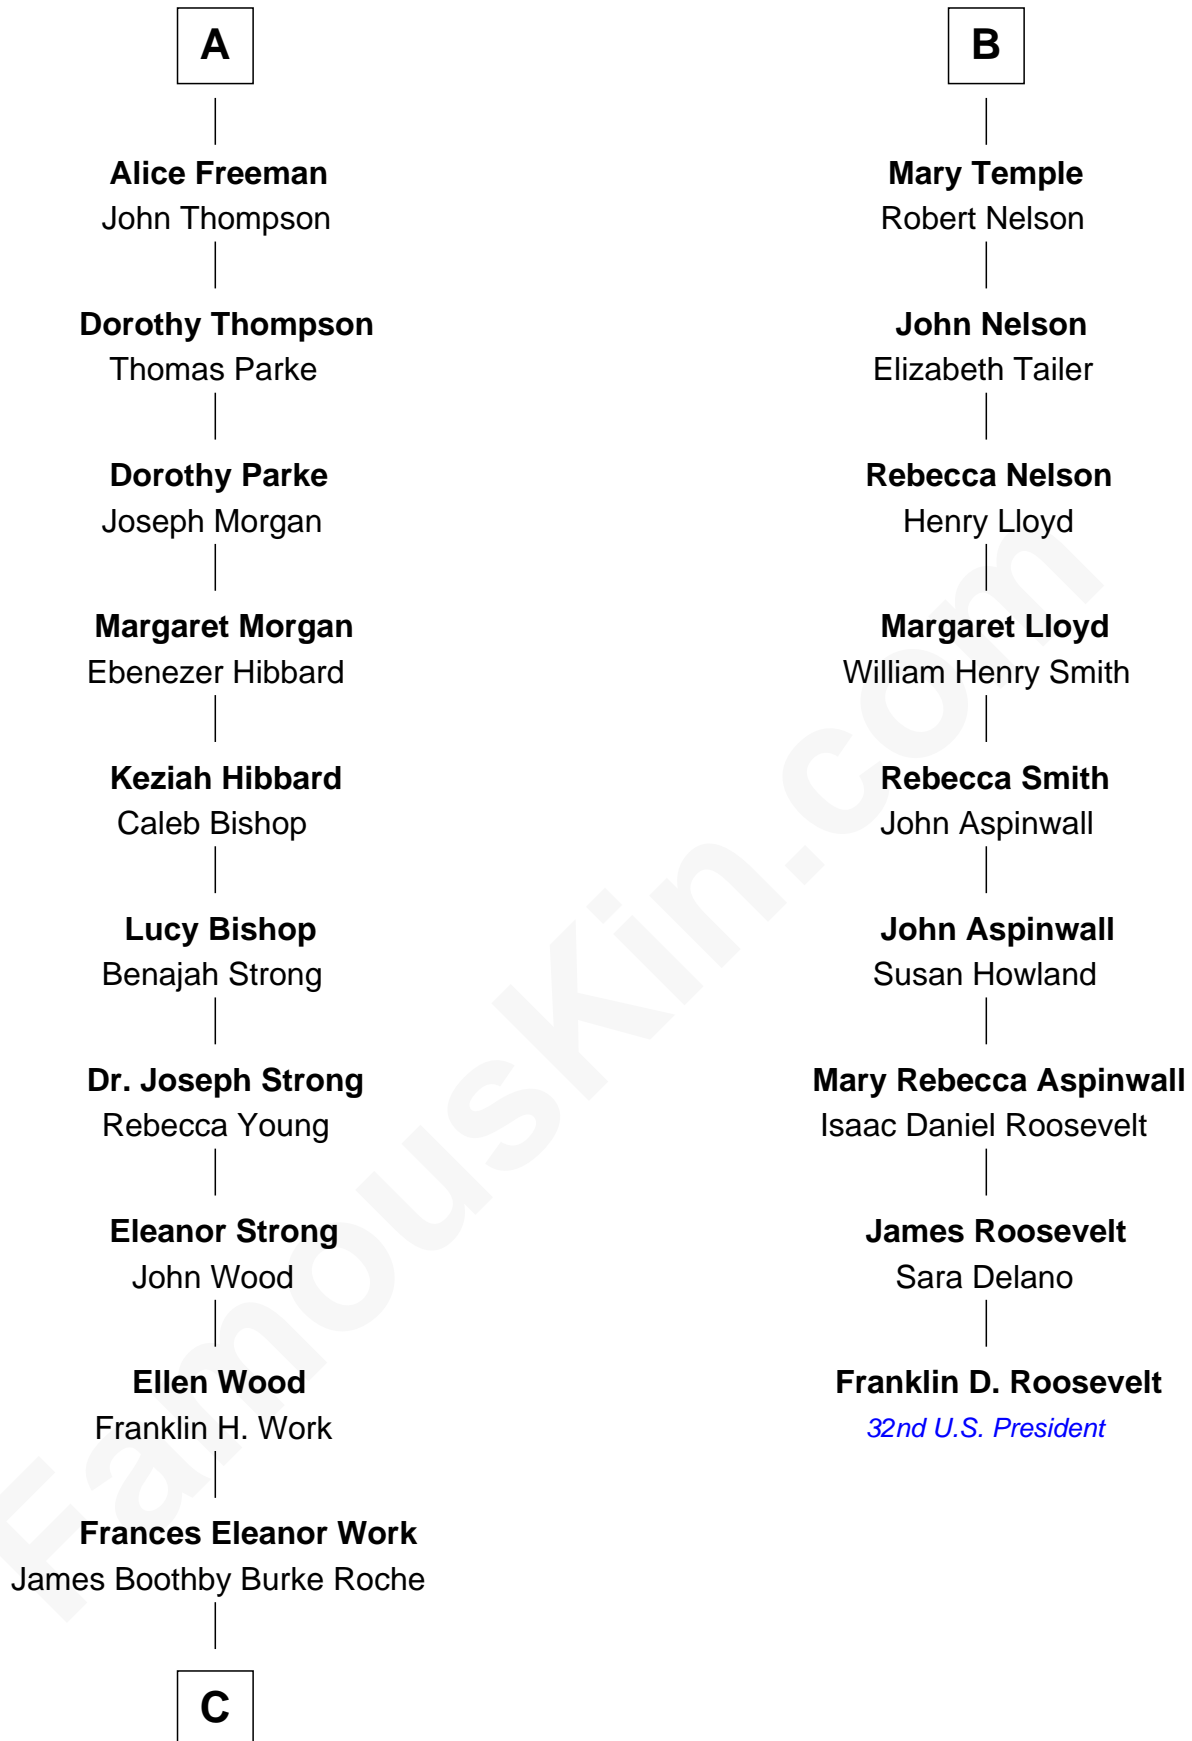 A
Alice Freeman
John Thompson
Dorothy Thompson
Thomas Parke
Dorothy Parke
Joseph Morgan
Margaret Morgan
Ebenezer Hibbard
Keziah Hibbard
Caleb Bishop
Lucy Bishop
Benajah Strong
Dr. Joseph Strong
Rebecca Young
Eleanor Strong
John Wood
Ellen Wood
Franklin H. Work
Frances Eleanor Work
James Boothby Burke Roche
C
B
Mary Temple
Robert Nelson
John Nelson
Elizabeth Tailer
Rebecca Nelson
Henry Lloyd
Margaret Lloyd
William Henry Smith
Rebecca Smith
John Aspinwall
John Aspinwall
Susan Howland
Mary Rebecca Aspinwall
Isaac Daniel Roosevelt
James Roosevelt
Sara Delano
Franklin D. Roosevelt
32nd U.S. President
FamousKin.com